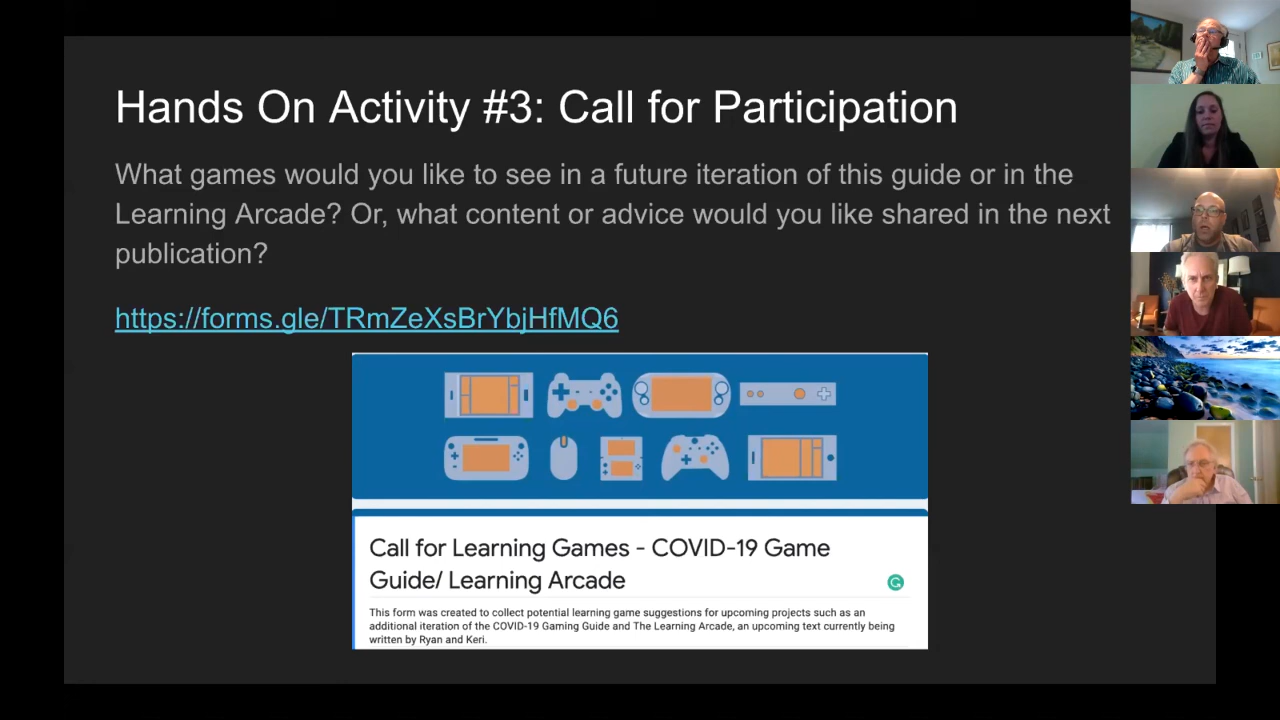 Hands On Activity #3: Call for Participation
What games would you like to see in a future iteration of this guide or in the
Learning Arcade? Or, what content or advice would you like shared in the next
publication?
https://forms.gle/TRmZeXsBrYbjHfMQ6
Call for Learning Games - COVID-19 Game
Guide/ Learning Arcade
This form was created to collect potential learning game suggestions for upcoming projects such as an
additional iteration of the COVID-19 Gaming Guide and The Learning Arcade, an upcoming text currently being
written by Ryan and Keri.